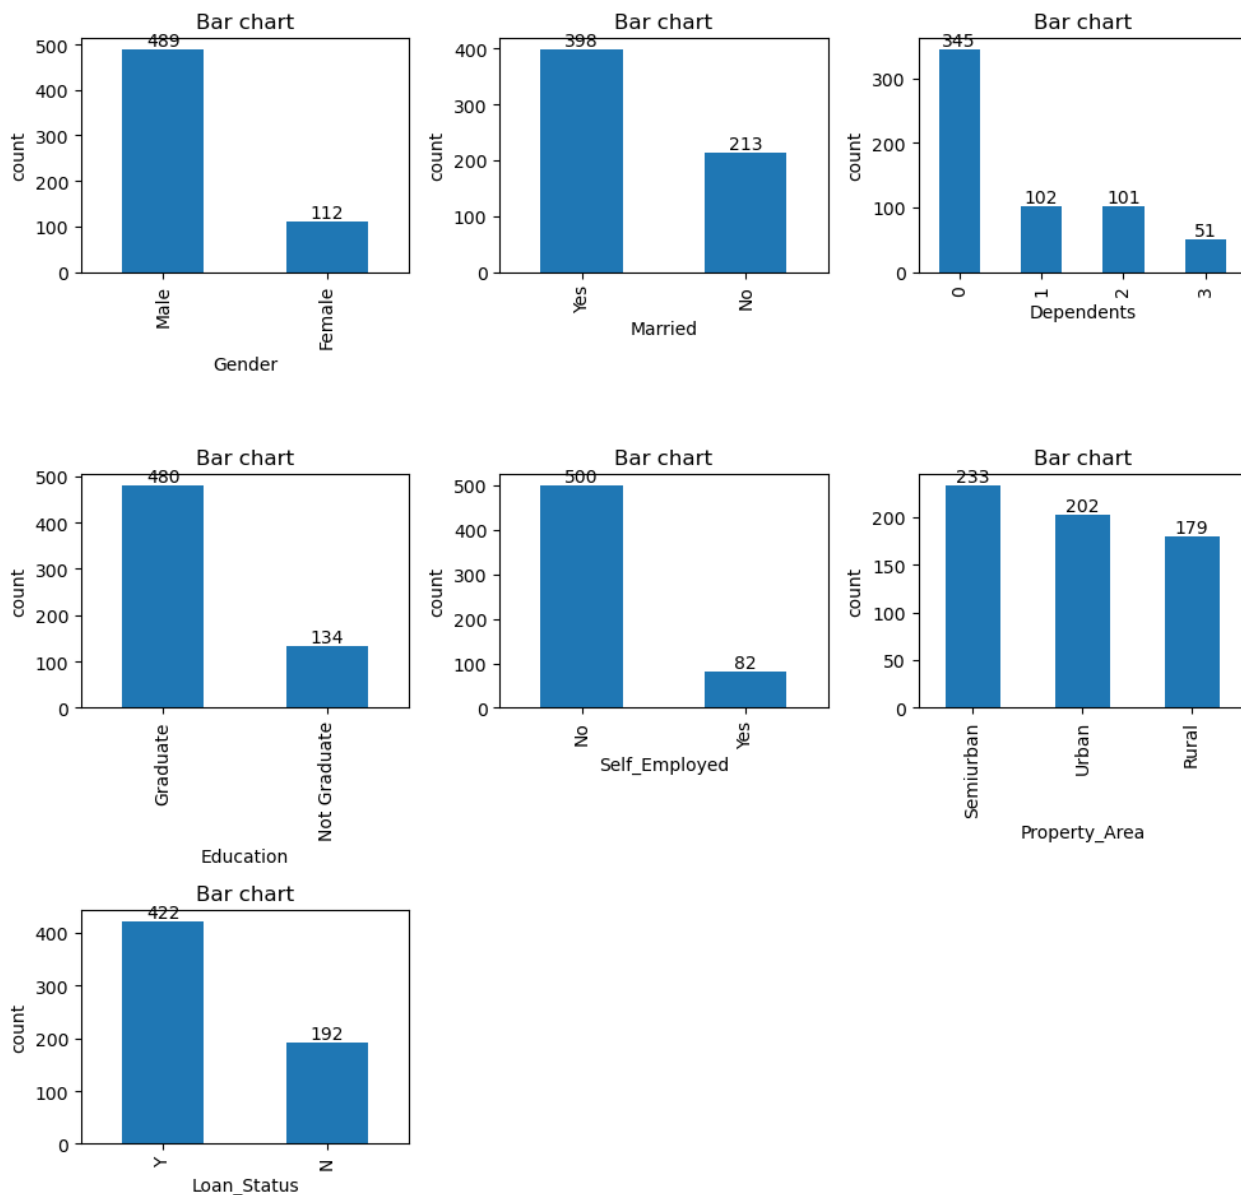 Bar chart
500
400
300
200
100
0
count
489
112
Male
Female
Gender
Bar chart
400
300
200
100
0
count
398
213
Yes
No
Married
Bar chart
300
200
100
0
count
345
102
101
51
0
1
2
3
Dependents
Bar chart
500
400
300
200
100
0
count
480
134
Graduate
Not Graduate
Education
Bar chart
500
400
300
200
100
0
count
500
82
No
Yes
Self_Employed
Bar chart
200
150
100
50
0
count
233
202
179
Semiurban
Urban
Rural
Property_Area
Bar chart
400
300
200
100
0
count
422
192
Y
N
Loan_Status